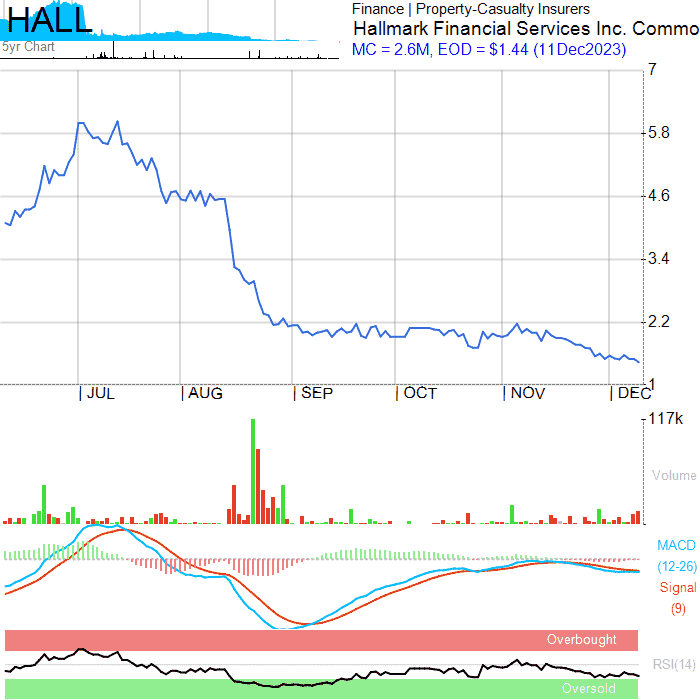 HALL
5yr Chart
Finance | Property-Casualty Insurers
Hallmark Financial Services Inc. Commo
MC = 2.6M, EOD = $1.44 (11Dec2023)
7
5.8
4.6
3.4
2.2
1
JUL AUG SEP OCT NOV DEC
117k
Volume
MACD
(12-26)
Signal
(9)
Overbought
RSI(14)
Oversold